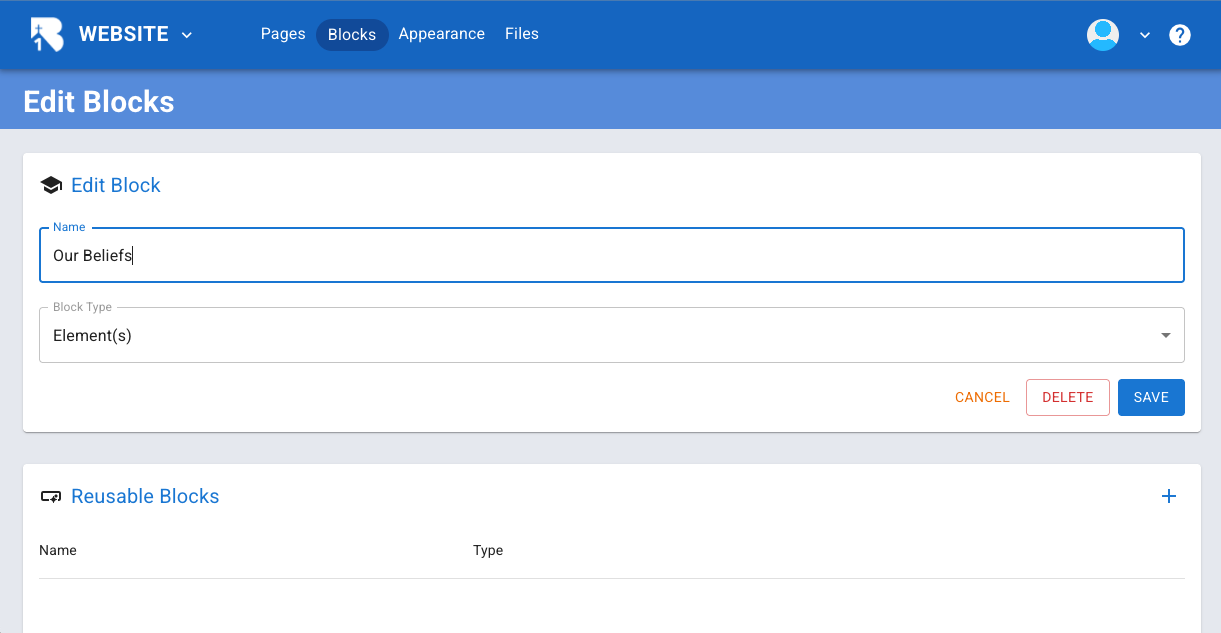 WEBSITE Pages Blocks Appearance Files
Edit Blocks
Edit Block
Name
Our Beliefs
Block Type
Element(s)
CANCEL DELETE SAVE
Reusable Blocks
Name Type